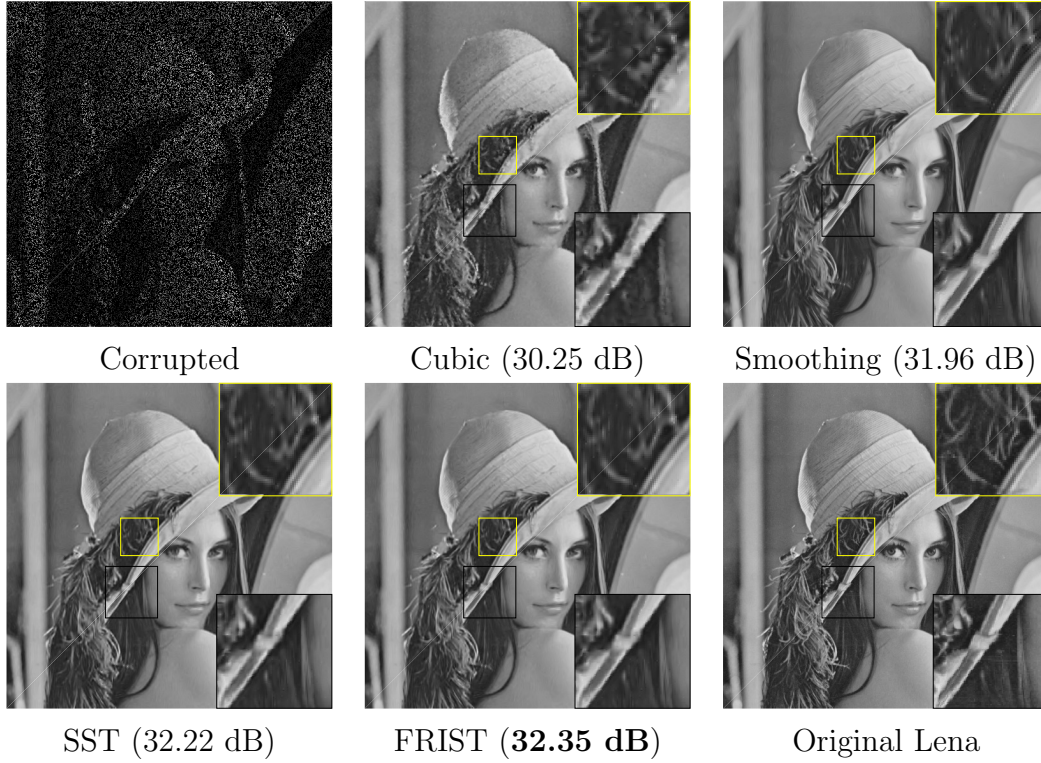 Corrupted
Cubic (30.25 dB)
Smoothing (31.96 dB)
SST (32.22 dB)
FRIST (32.35 dB)
Original Lena